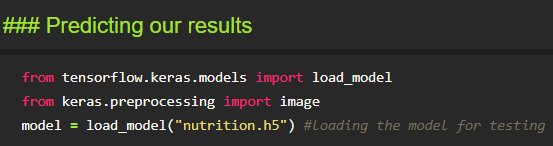 ### Predicting our results
from tensorflow.keras.models import load_model
from keras.preprocessing import image
model = load_model("nutrition.h5") #Loading the model for testing